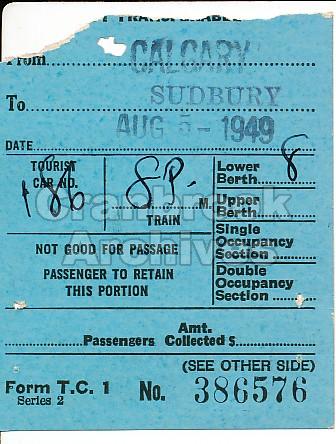 From CALGARY
To SUDBURY
DATE AUG 5 - 1949
TOURIST
CAR NO.
186
8 P. M.
TRAIN
Lower
Berth 8
Upper
Berth
Single
Occupancy
Section
Double
Occupancy
Section
NOT GOOD FOR PASSAGE
PASSENGER TO RETAIN
THIS PORTION
Cranbrook
Archives
Passengers Amt. Collected $
(SEE OTHER SIDE)
Form T.C. 1
Series 2
No. 386576